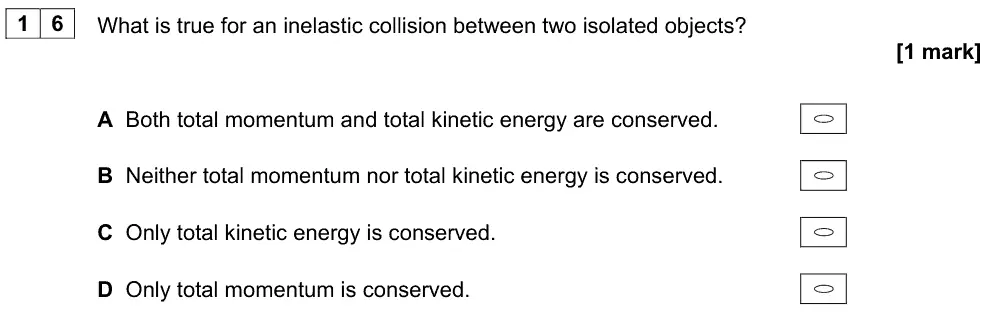 1 6 What is true for an inelastic collision between two isolated objects?
[1 mark]
A Both total momentum and total kinetic energy are conserved.
B Neither total momentum nor total kinetic energy is conserved.
C Only total kinetic energy is conserved.
D Only total momentum is conserved.